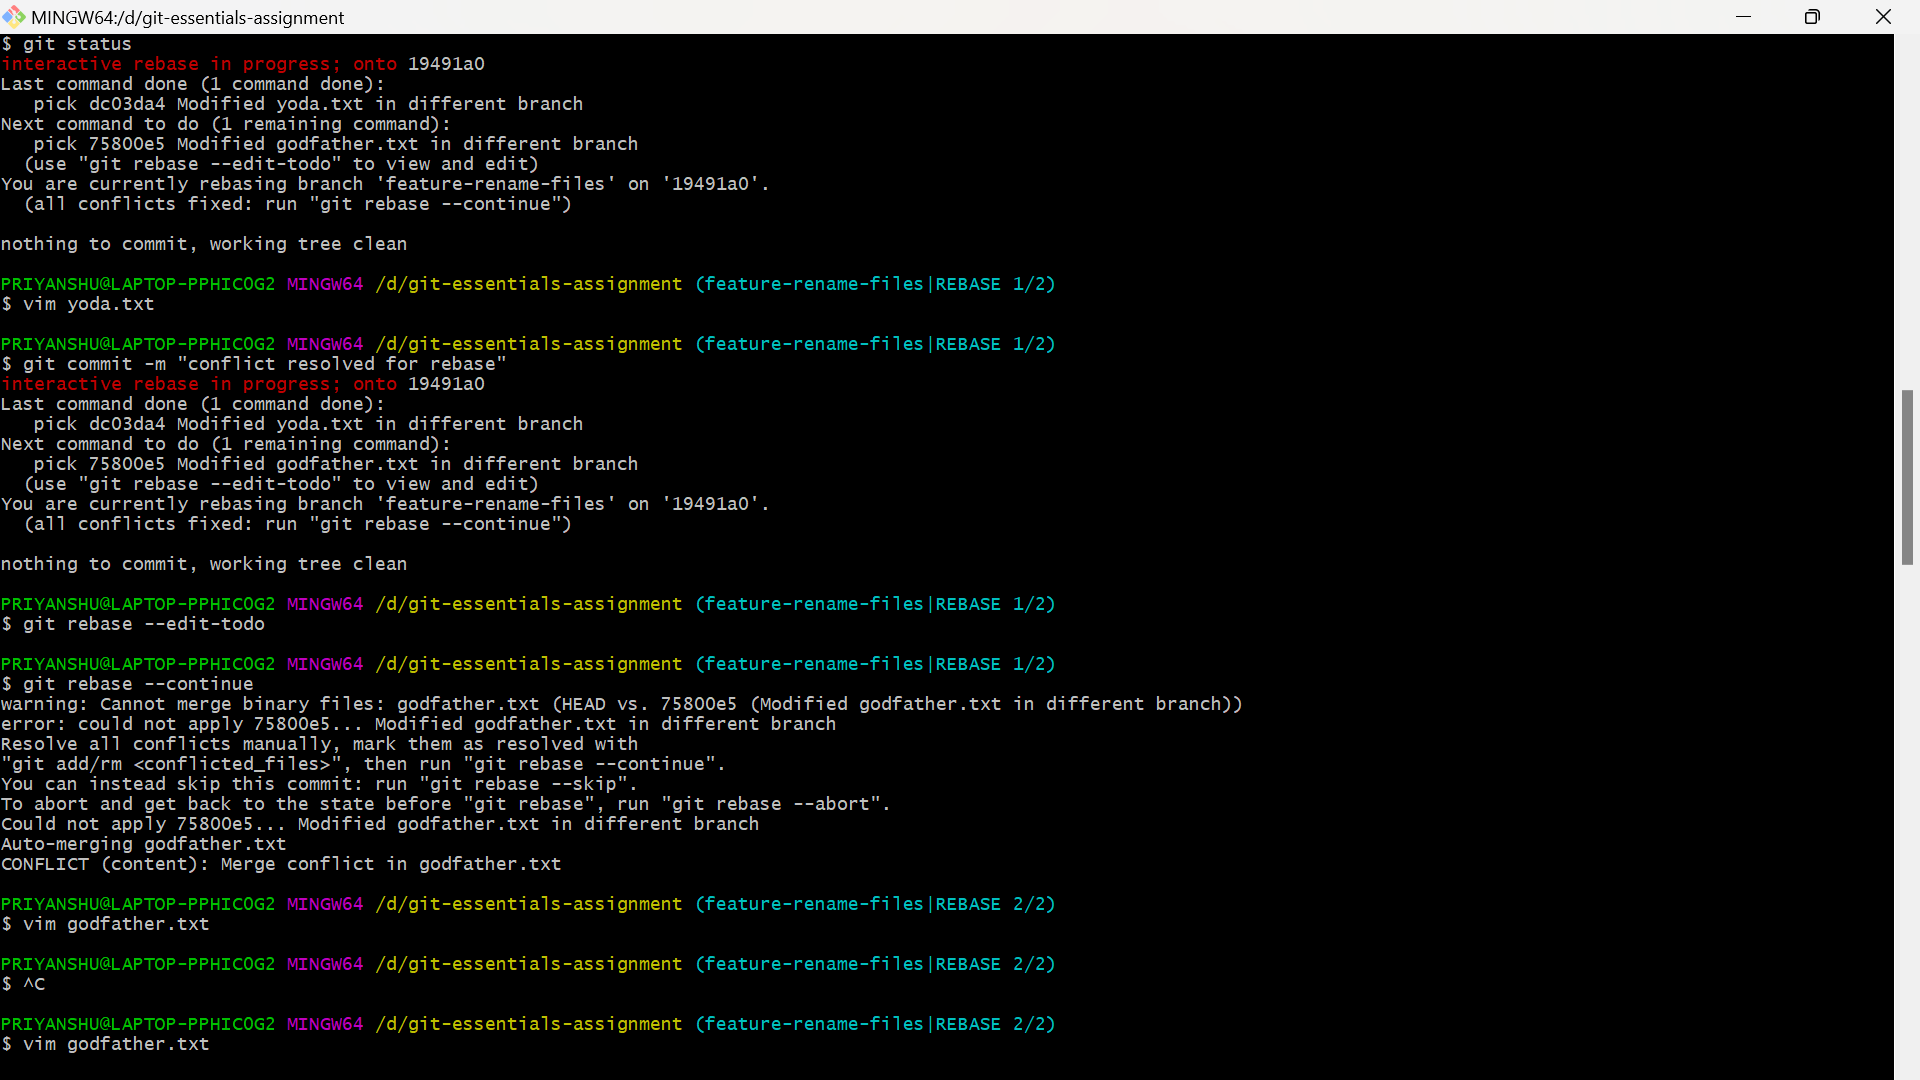 MINGW64:/d/git-essentials-assignment
$ git status
interactive rebase in progress; onto 19491a0
Last command done (1 command done):
   pick dc03da4 Modified yoda.txt in different branch
Next command to do (1 remaining command):
   pick 75800e5 Modified godfather.txt in different branch
  (use "git rebase --edit-todo" to view and edit)
You are currently rebasing branch 'feature-rename-files' on '19491a0'.
  (all conflicts fixed: run "git rebase --continue")
nothing to commit, working tree clean
PRIYANSHU@LAPTOP-PPHICOG2 MINGW64 /d/git-essentials-assignment (feature-rename-files|REBASE 1/2)
$ vim yoda.txt
PRIYANSHU@LAPTOP-PPHICOG2 MINGW64 /d/git-essentials-assignment (feature-rename-files|REBASE 1/2)
$ git commit -m "conflict resolved for rebase"
interactive rebase in progress; onto 19491a0
Last command done (1 command done):
   pick dc03da4 Modified yoda.txt in different branch
Next command to do (1 remaining command):
   pick 75800e5 Modified godfather.txt in different branch
  (use "git rebase --edit-todo" to view and edit)
You are currently rebasing branch 'feature-rename-files' on '19491a0'.
  (all conflicts fixed: run "git rebase --continue")
nothing to commit, working tree clean
PRIYANSHU@LAPTOP-PPHICOG2 MINGW64 /d/git-essentials-assignment (feature-rename-files|REBASE 1/2)
$ git rebase --edit-todo
PRIYANSHU@LAPTOP-PPHICOG2 MINGW64 /d/git-essentials-assignment (feature-rename-files|REBASE 1/2)
$ git rebase --continue
warning: Cannot merge binary files: godfather.txt (HEAD vs. 75800e5 (Modified godfather.txt in different branch))
error: could not apply 75800e5... Modified godfather.txt in different branch
Resolve all conflicts manually, mark them as resolved with
"git add/rm <conflicted_files>", then run "git rebase --continue".
You can instead skip this commit: run "git rebase --skip".
To abort and get back to the state before "git rebase", run "git rebase --abort".
Could not apply 75800e5... Modified godfather.txt in different branch
Auto-merging godfather.txt
CONFLICT (content): Merge conflict in godfather.txt
PRIYANSHU@LAPTOP-PPHICOG2 MINGW64 /d/git-essentials-assignment (feature-rename-files|REBASE 2/2)
$ vim godfather.txt
PRIYANSHU@LAPTOP-PPHICOG2 MINGW64 /d/git-essentials-assignment (feature-rename-files|REBASE 2/2)
$ ^C
PRIYANSHU@LAPTOP-PPHICOG2 MINGW64 /d/git-essentials-assignment (feature-rename-files|REBASE 2/2)
$ vim godfather.txt